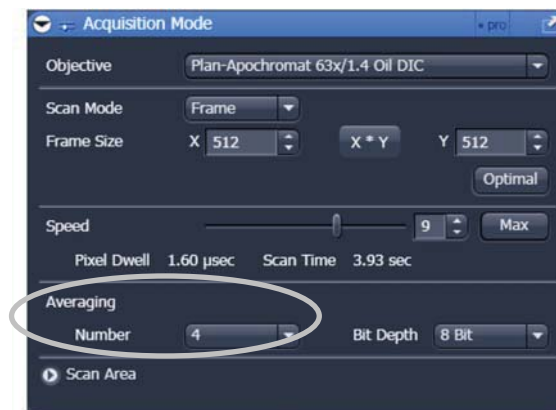 Acquisition Mode pro
Objective Plan-Apochromat 63x/1.4 Oil DIC
Scan Mode Frame
Frame Size X 512 X * Y Y 512
Optimal
Speed 9 Max
Pixel Dwell 1.60 µsec Scan Time 3.93 sec
Averaging
Number 4 Bit Depth 8 Bit
Scan Area